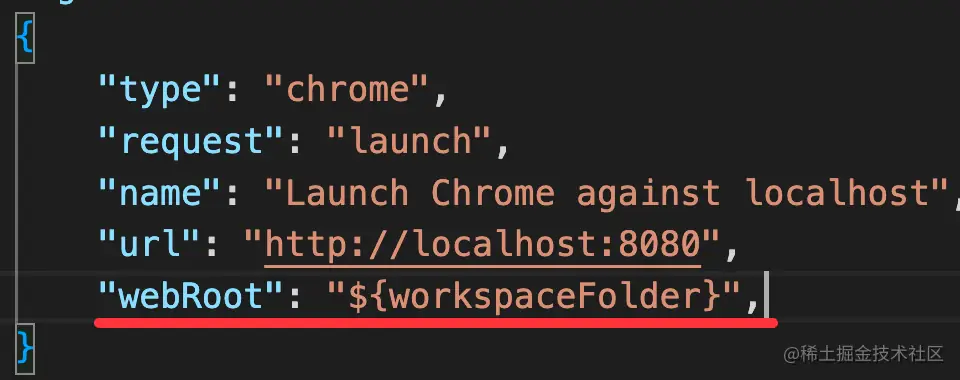 {
"type": "chrome",
"request": "launch",
"name": "Launch Chrome against localhost",
"url": "http://localhost:8080",
"webRoot": "${workspaceFolder}",
}
@稀土掘金技术社区